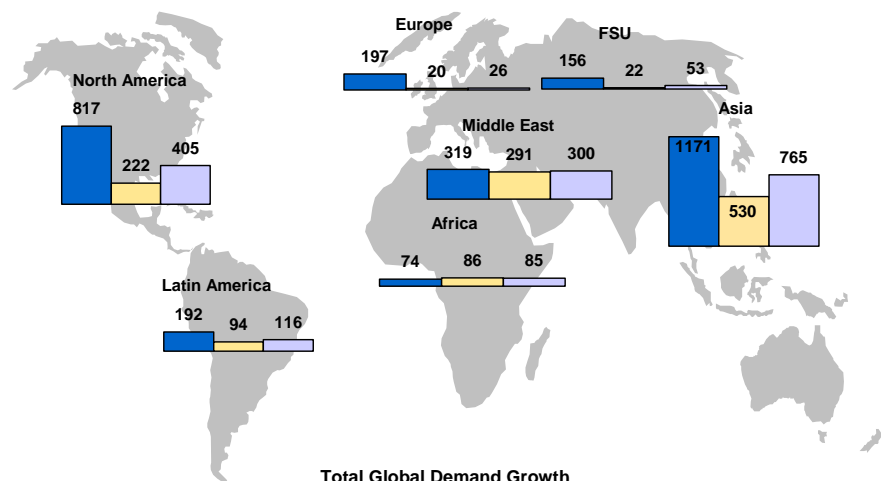 Europe
197 20 26
FSU
156 22 53
North America
817 222 405
Middle East
319 291 300
Asia
1171 530 765
Africa
74 86 85
Latin America
192 94 116
Total Global Demand Growth